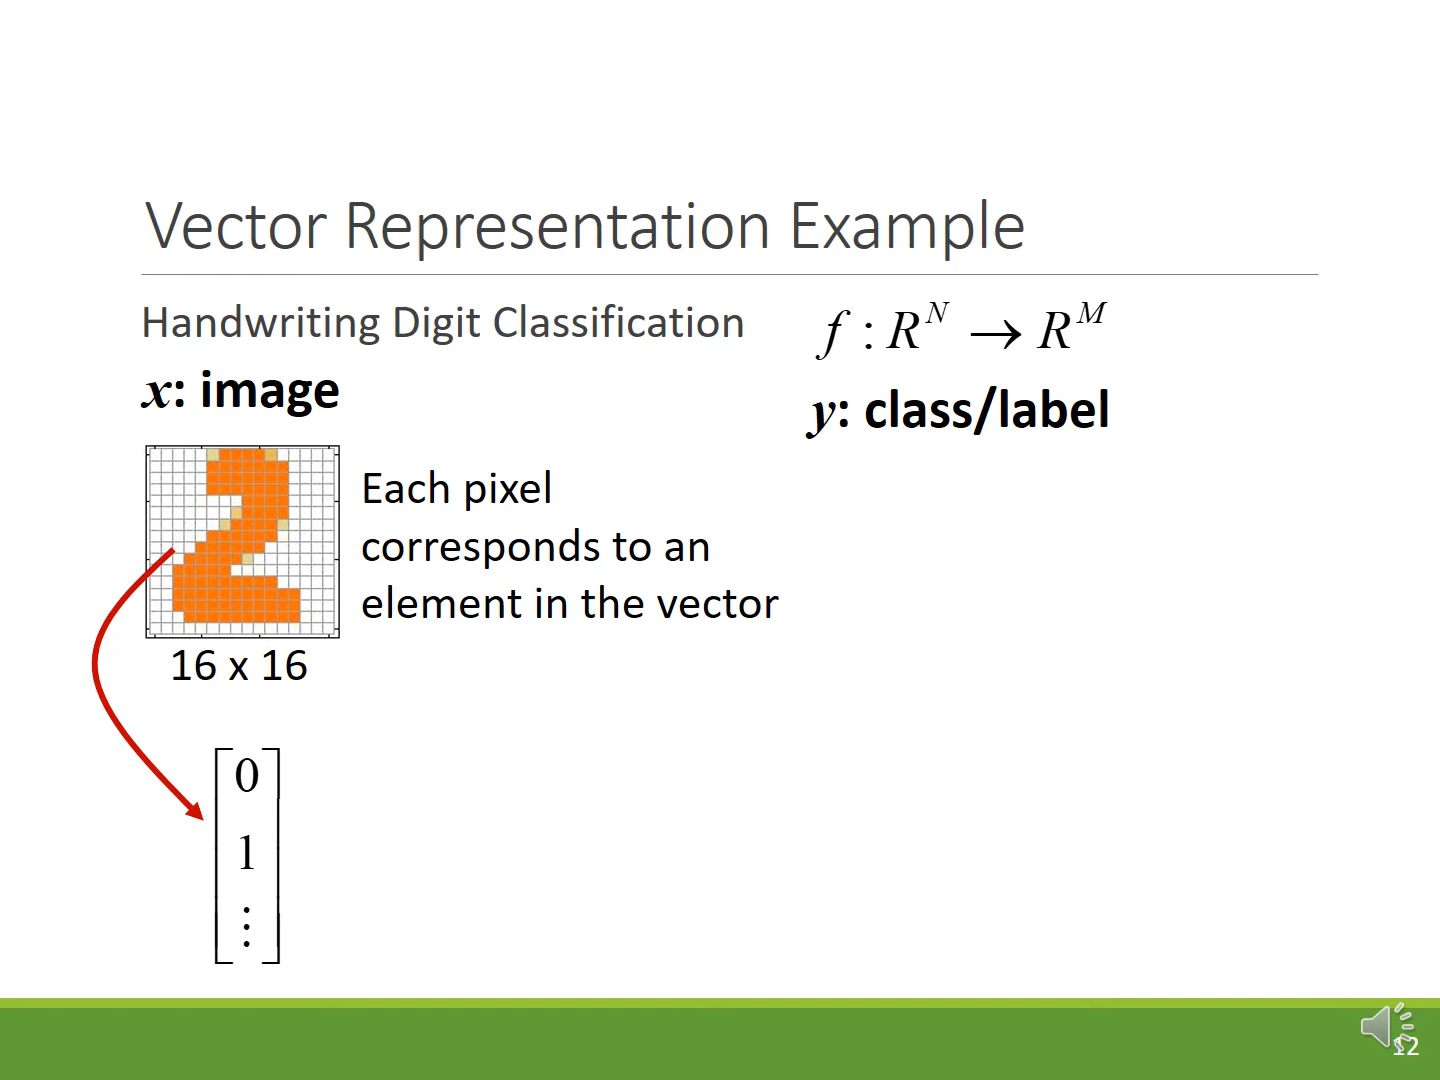 Vector Representation Example
Handwriting Digit Classification
f : R^N → R^M
x: image
y: class/label
Each pixel
corresponds to an
element in the vector
16 x 16
0
1
⋮
12